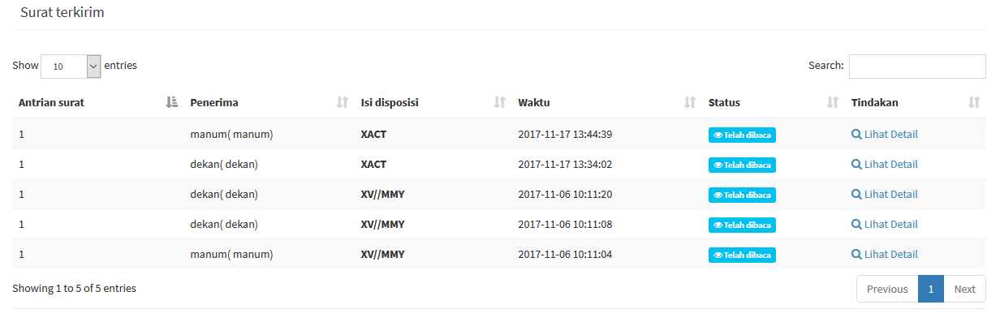 Surat terkirim
Show 10 entries Search:
Antrian surat Penerima Isi disposisi Waktu Status Tindakan
1 manum( manum) XACT 2017-11-17 13:44:39 Telah dibaca Lihat Detail
1 dekan( dekan) XACT 2017-11-17 13:34:02 Telah dibaca Lihat Detail
1 dekan( dekan) XV//MMY 2017-11-06 10:11:20 Telah dibaca Lihat Detail
1 dekan( dekan) XV//MMY 2017-11-06 10:11:08 Telah dibaca Lihat Detail
1 manum( manum) XV//MMY 2017-11-06 10:11:04 Telah dibaca Lihat Detail
Showing 1 to 5 of 5 entries Previous 1 Next